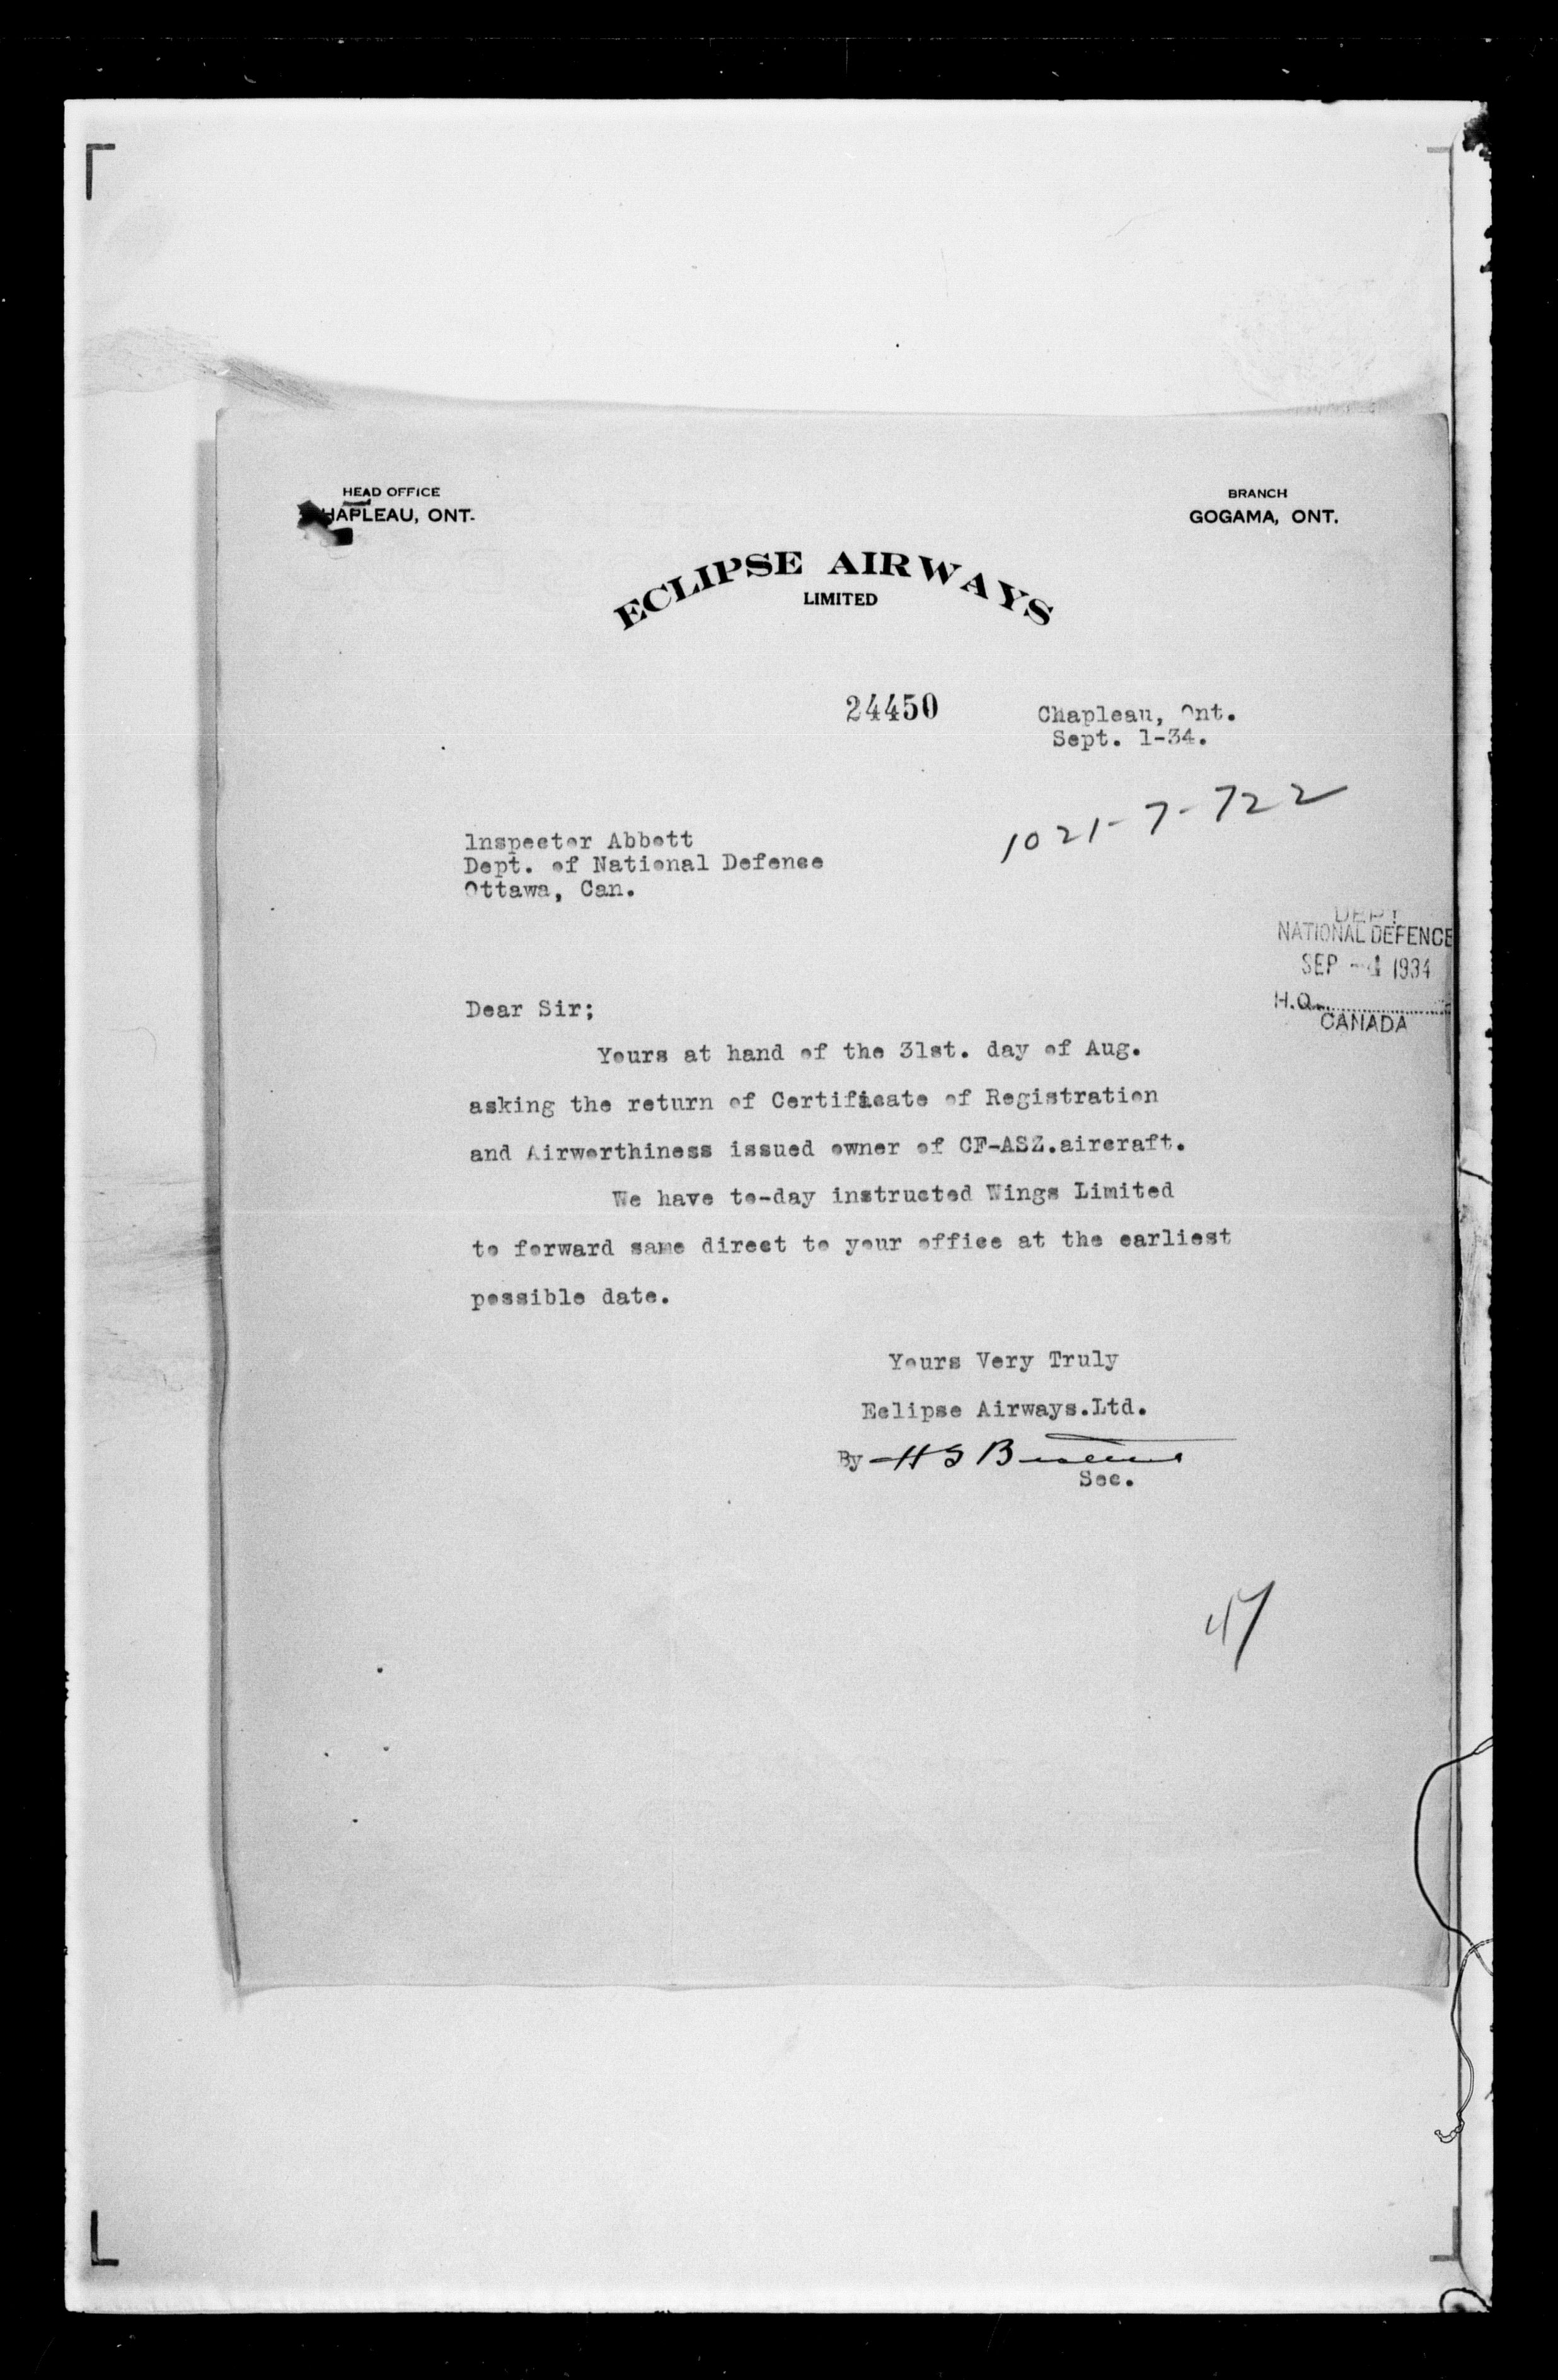 HEAD OFFICE
CHAPLEAU, ONT.
BRANCH
GOGAMA, ONT.
ECLIPSE AIRWAYS
LIMITED
24450
Chapleau, Ont.
Sept. 1-34.
1021-7-722
Inspector Abbott
Dept. of National Defence
Ottawa, Can.
DEPT
NATIONAL DEFENCE
SEP -4 1934
H.Q.
CANADA
Dear Sir;
Yours at hand of the 31st. day of Aug.
asking the return of Certificate of Registration
and Airworthiness issued owner of CF-ASZ.aircraft.
We have to-day instructed Wings Limited
to forward same direct to your office at the earliest
possible date.
Yours Very Truly
Eclipse Airways.Ltd.
By H S
Sec.
47